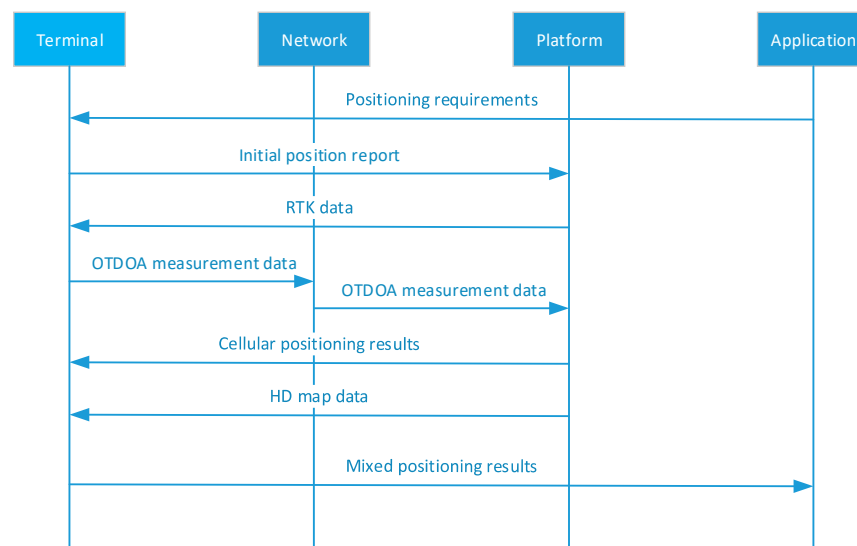 Terminal
Network
Platform
Application
Positioning requirements
Initial position report
RTK data
OTDOA measurement data
OTDOA measurement data
Cellular positioning results
HD map data
Mixed positioning results